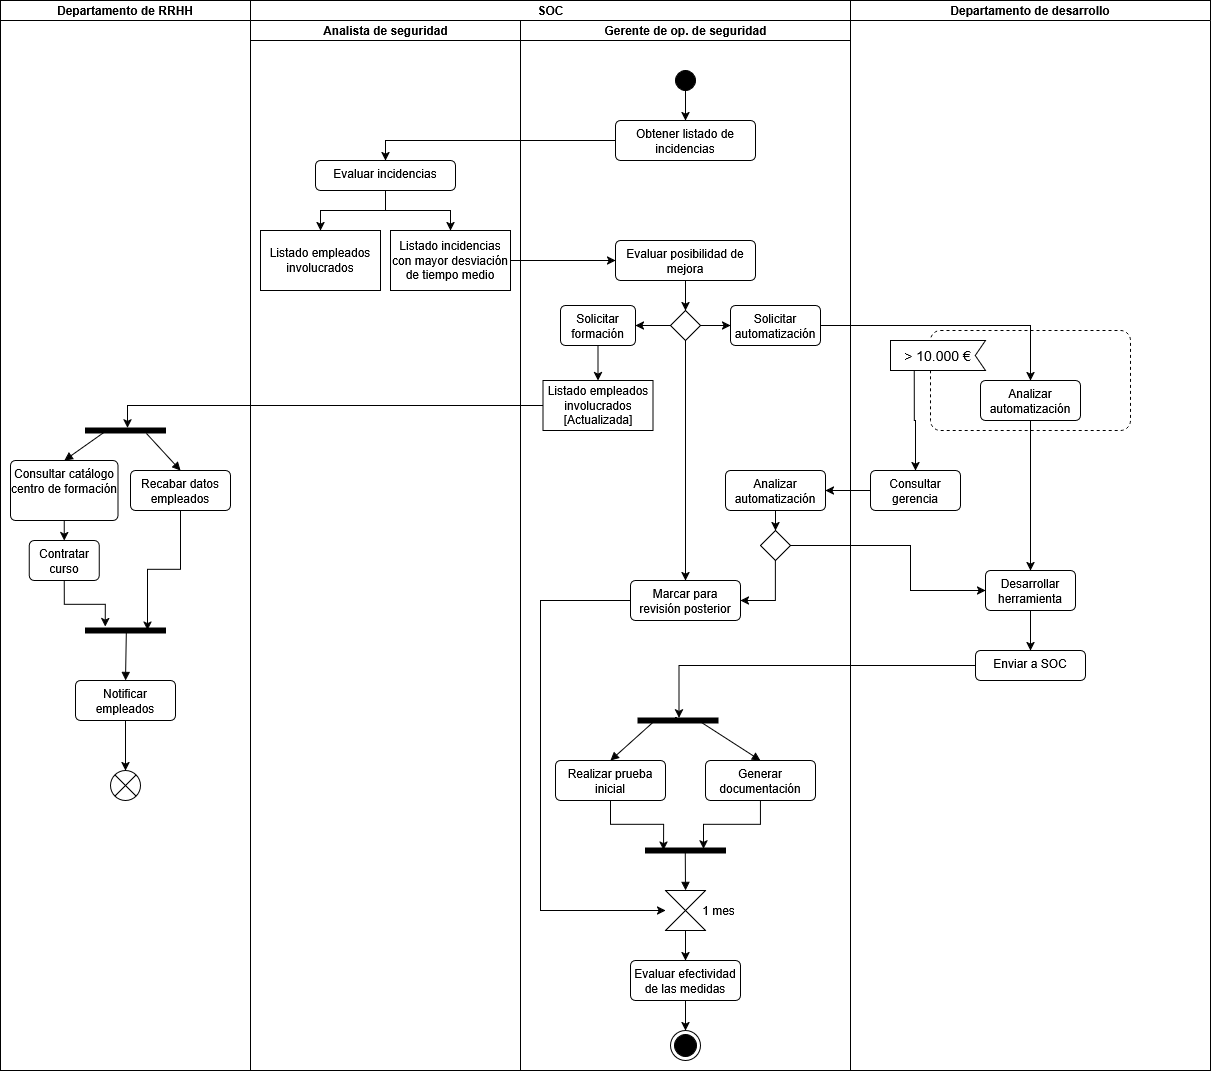 Departamento de RRHH
SOC
Departamento de desarrollo
Analista de seguridad
Gerente de op. de seguridad
Obtener listado de
incidencias
Evaluar incidencias
Listado empleados
involucrados
Listado incidencias
con mayor desviación
de tiempo medio
Evaluar posibilidad de
mejora
Solicitar
formación
Solicitar
automatización
> 10.000 €
Analizar
automatización
Listado empleados
involucrados
[Actualizada]
Consultar catálogo
centro de formación
Recabar datos
empleados
Analizar
automatización
Consultar
gerencia
Contratar
curso
Marcar para
revisión posterior
Desarrollar
herramienta
Enviar a SOC
Notificar
empleados
Realizar prueba
inicial
Generar
documentación
1 mes
Evaluar efectividad
de las medidas